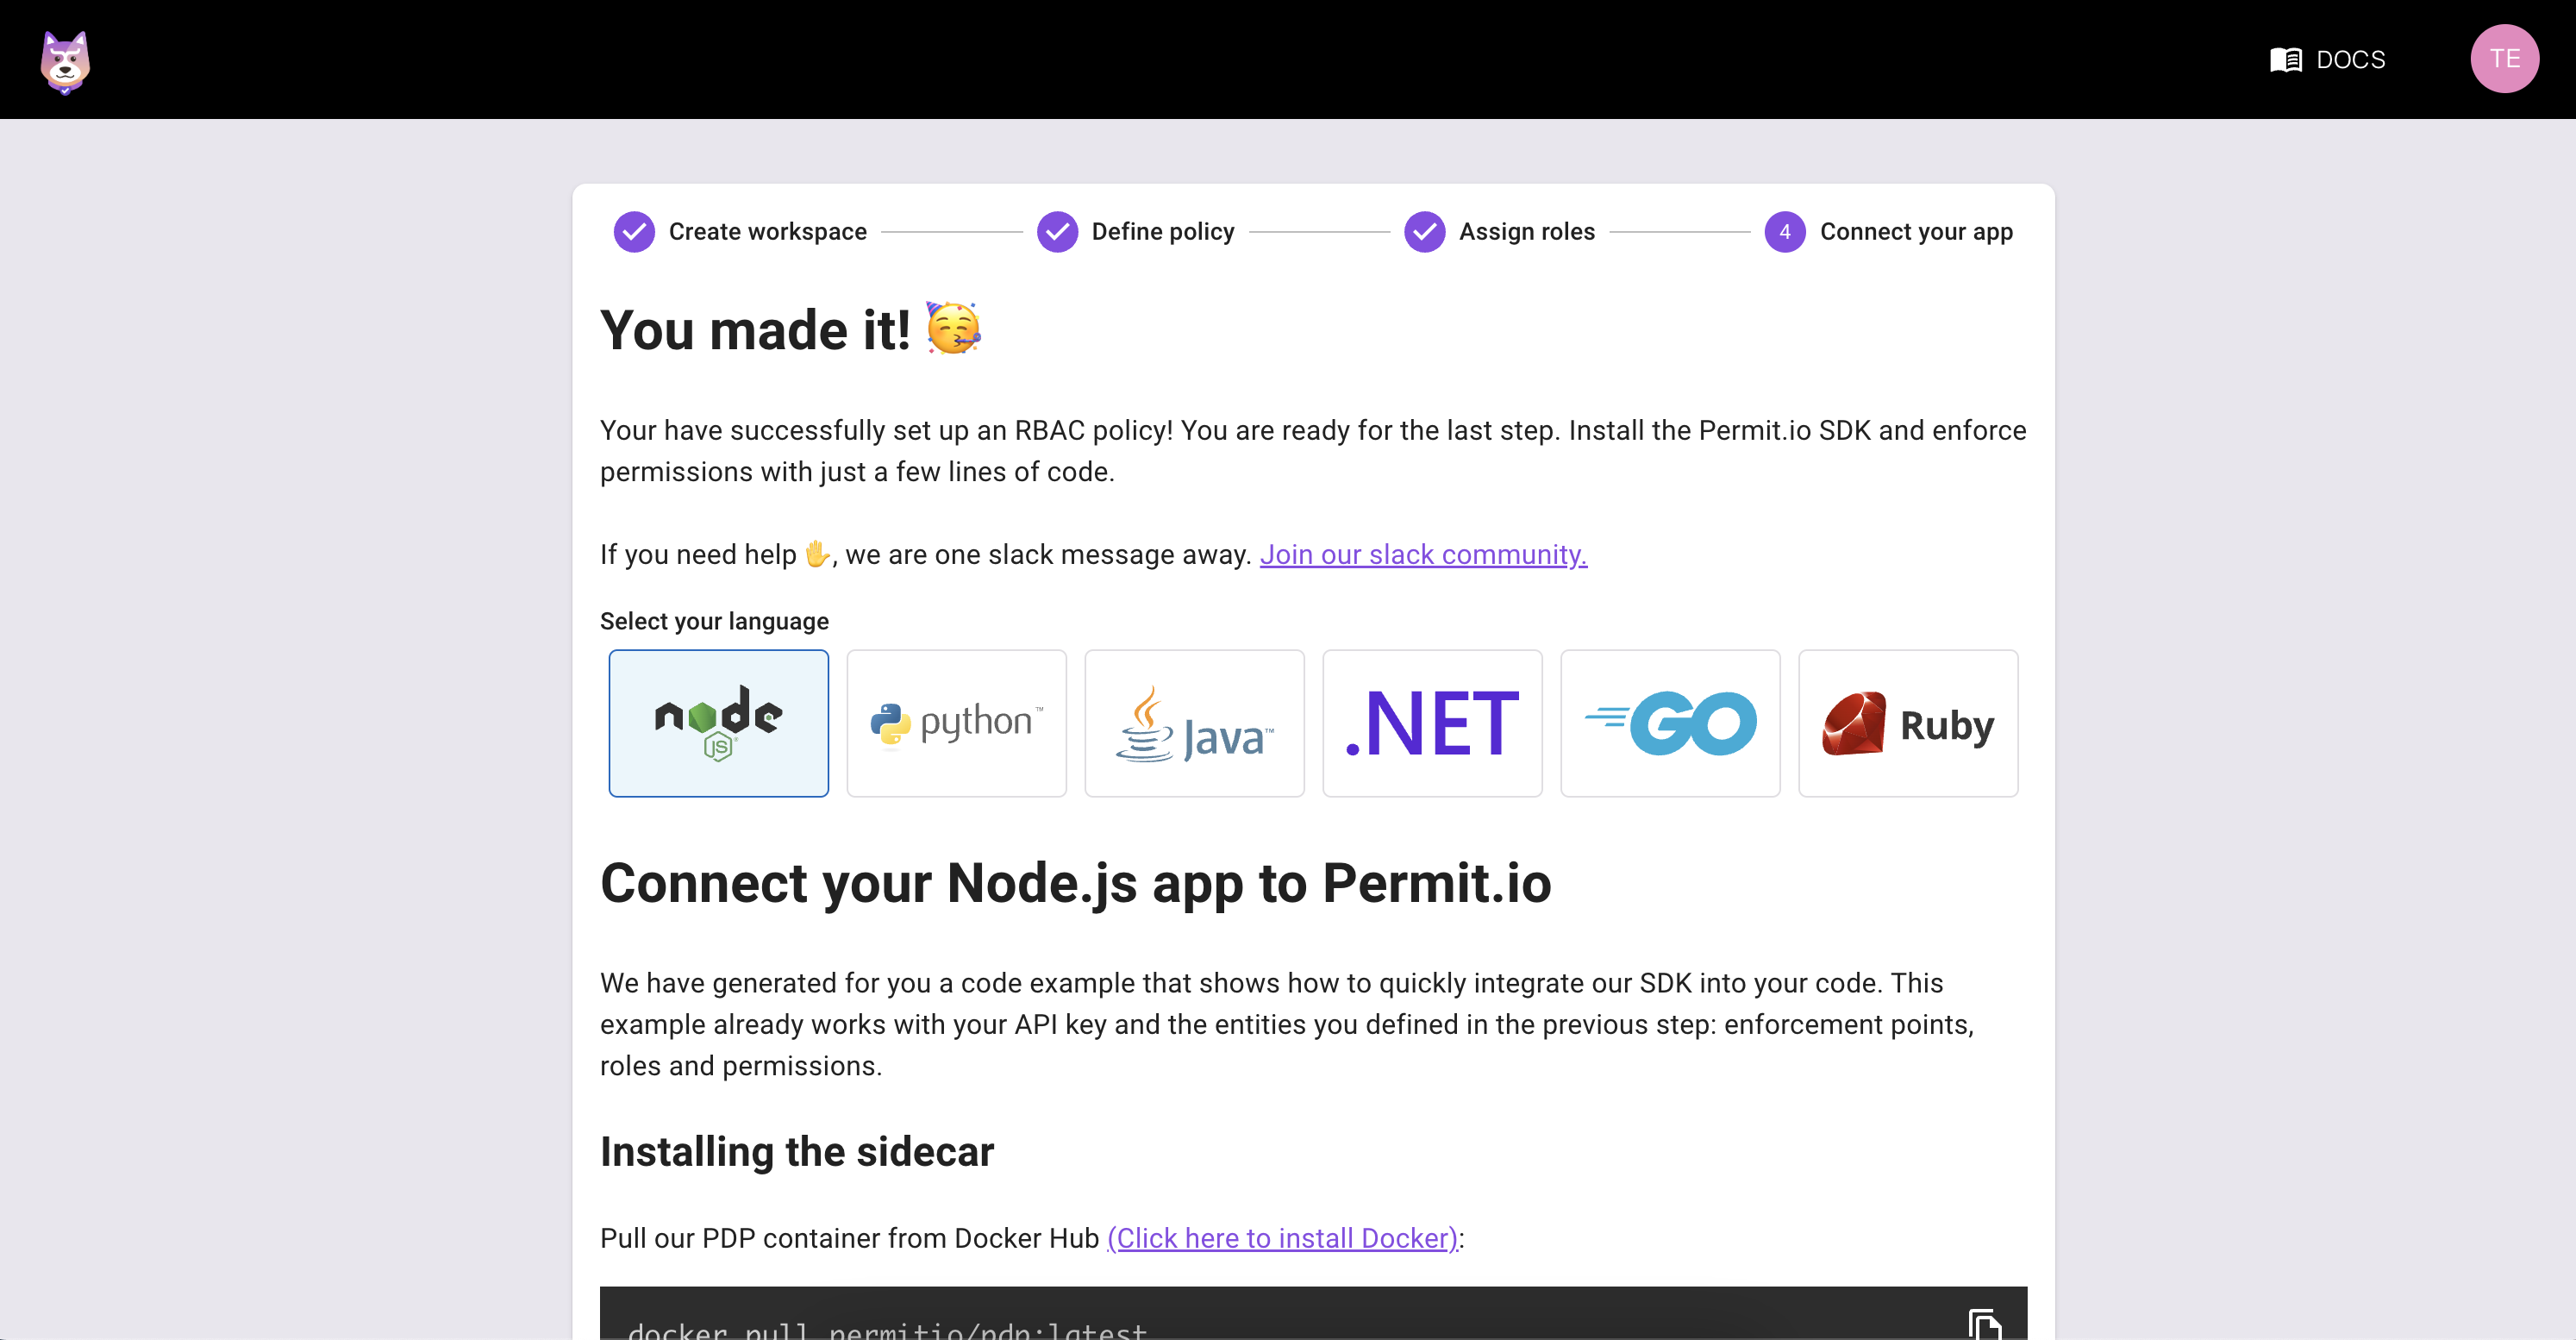 DOCS
TE
Create workspace
Define policy
Assign roles
4
Connect your app
You made it! 🥳
Your have successfully set up an RBAC policy! You are ready for the last step. Install the Permit.io SDK and enforce
permissions with just a few lines of code.
If you need help ✋, we are one slack message away. Join our slack community.
Select your language
node
JS
python™
Java™
.NET
GO
Ruby
Connect your Node.js app to Permit.io
We have generated for you a code example that shows how to quickly integrate our SDK into your code. This
example already works with your API key and the entities you defined in the previous step: enforcement points,
roles and permissions.
Installing the sidecar
Pull our PDP container from Docker Hub (Click here to install Docker):
docker pull permitio/pdp:latest